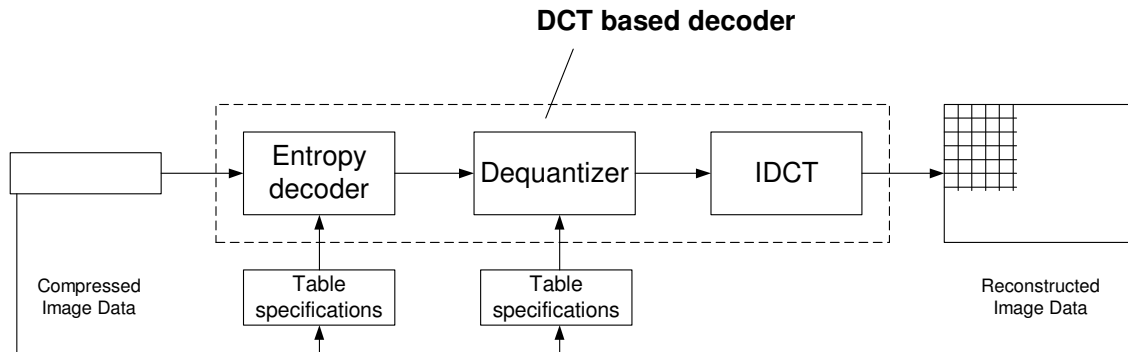 DCT based decoder
Entropy
decoder
Dequantizer
IDCT
Compressed
Image Data
Table
specifications
Table
specifications
Reconstructed
Image Data